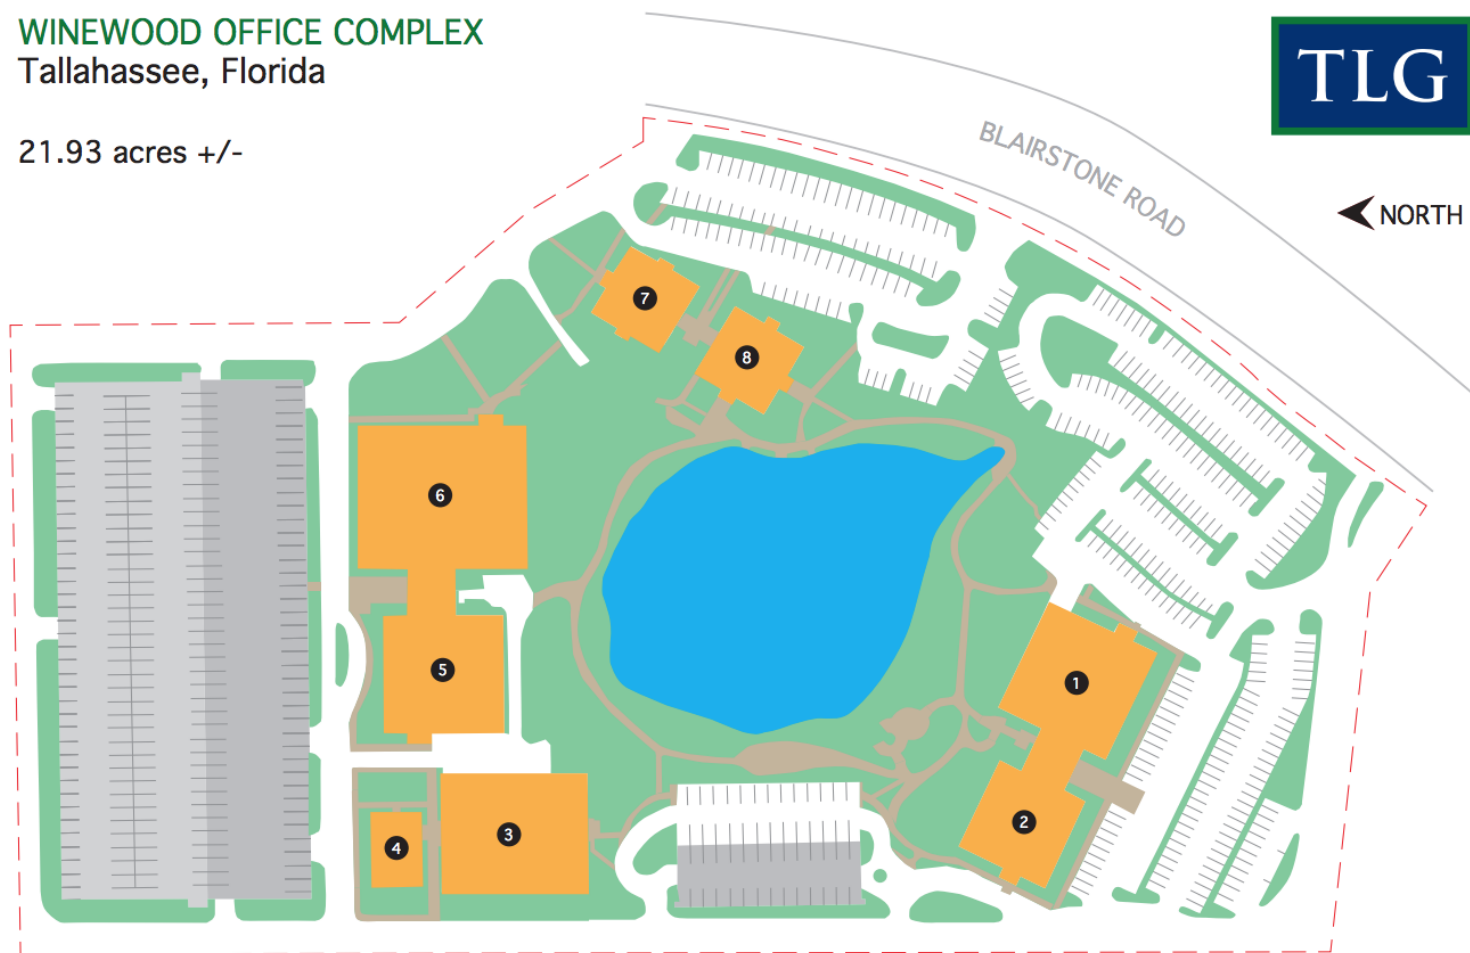 WINEWOOD OFFICE COMPLEX
Tallahassee, Florida
21.93 acres +/-
TLG
BLAIRSTONE ROAD
NORTH
7
8
6
5
1
2
3
4